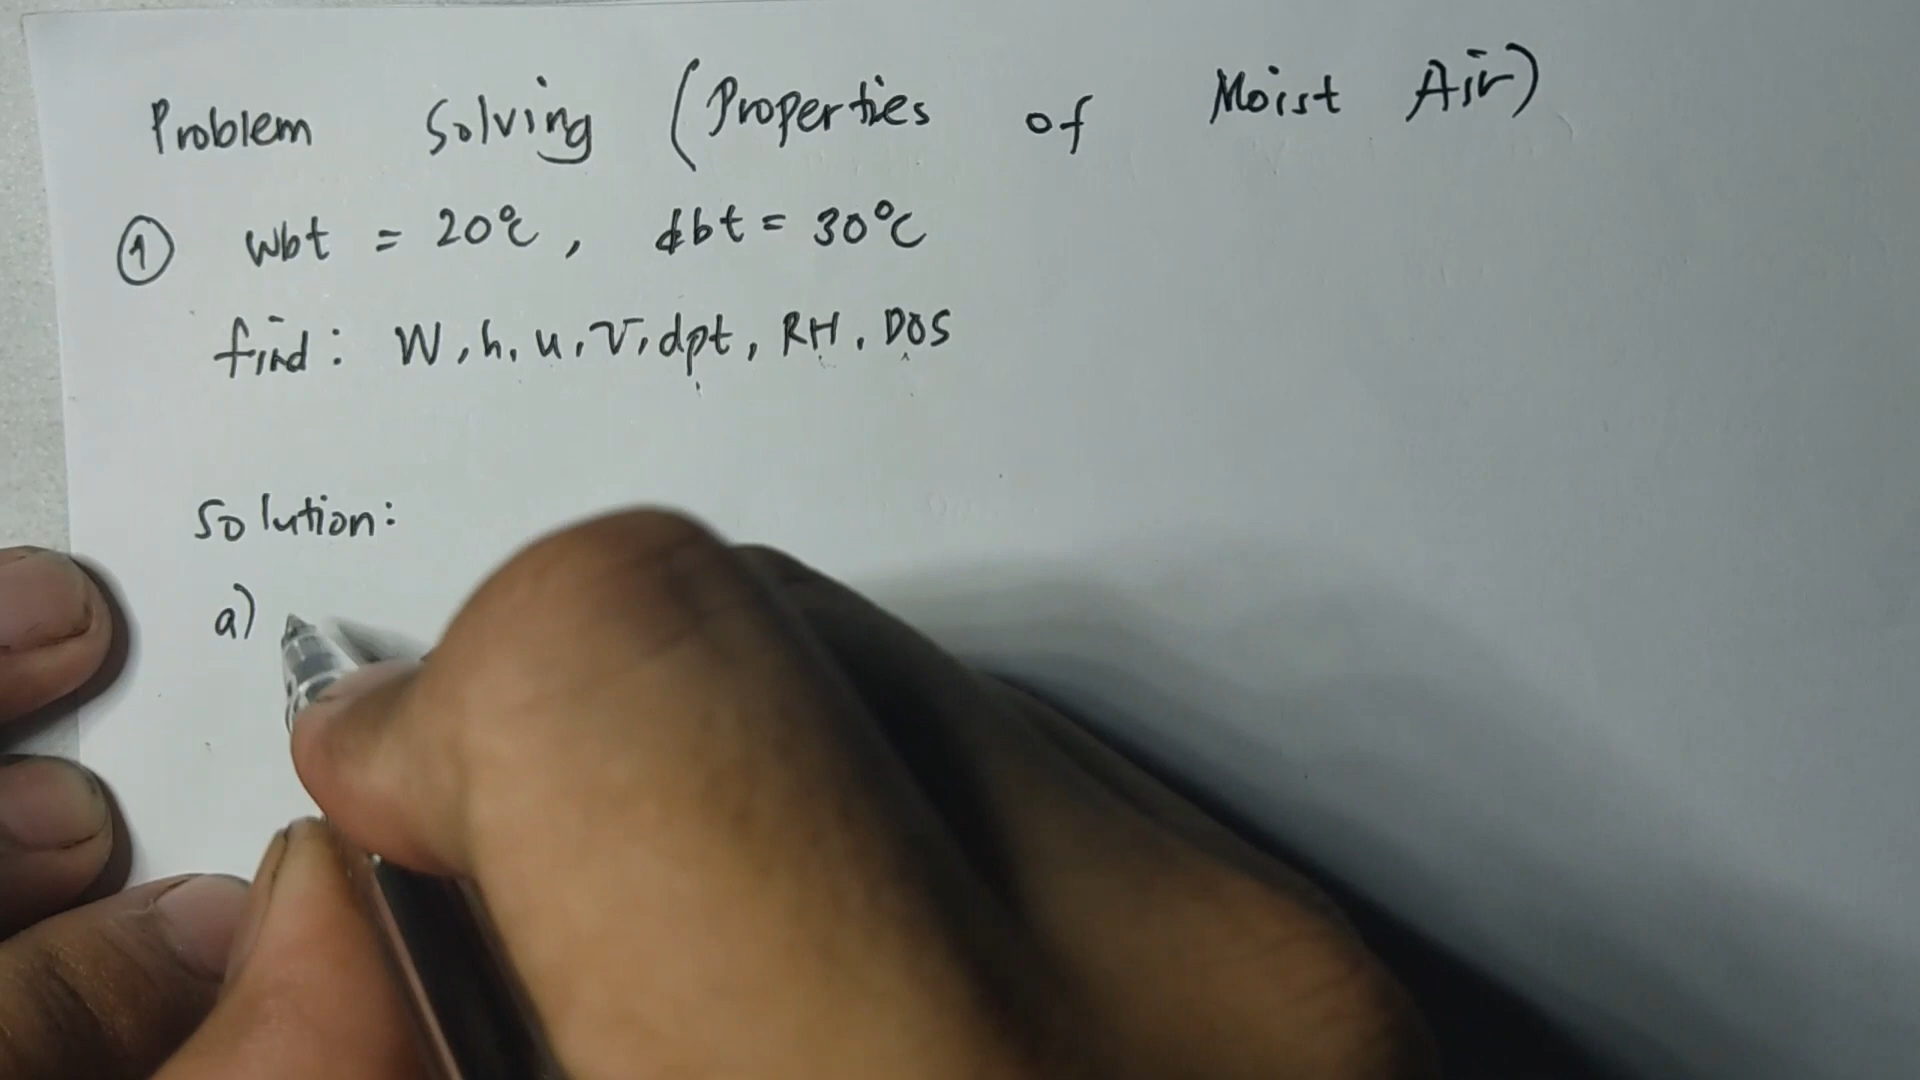 Problem Solving (Properties of Moist Air)
① Wbt = 20°C, dbt = 30°C
find: W, h, u, V, dpt, RH, DOS
Solution:
a)